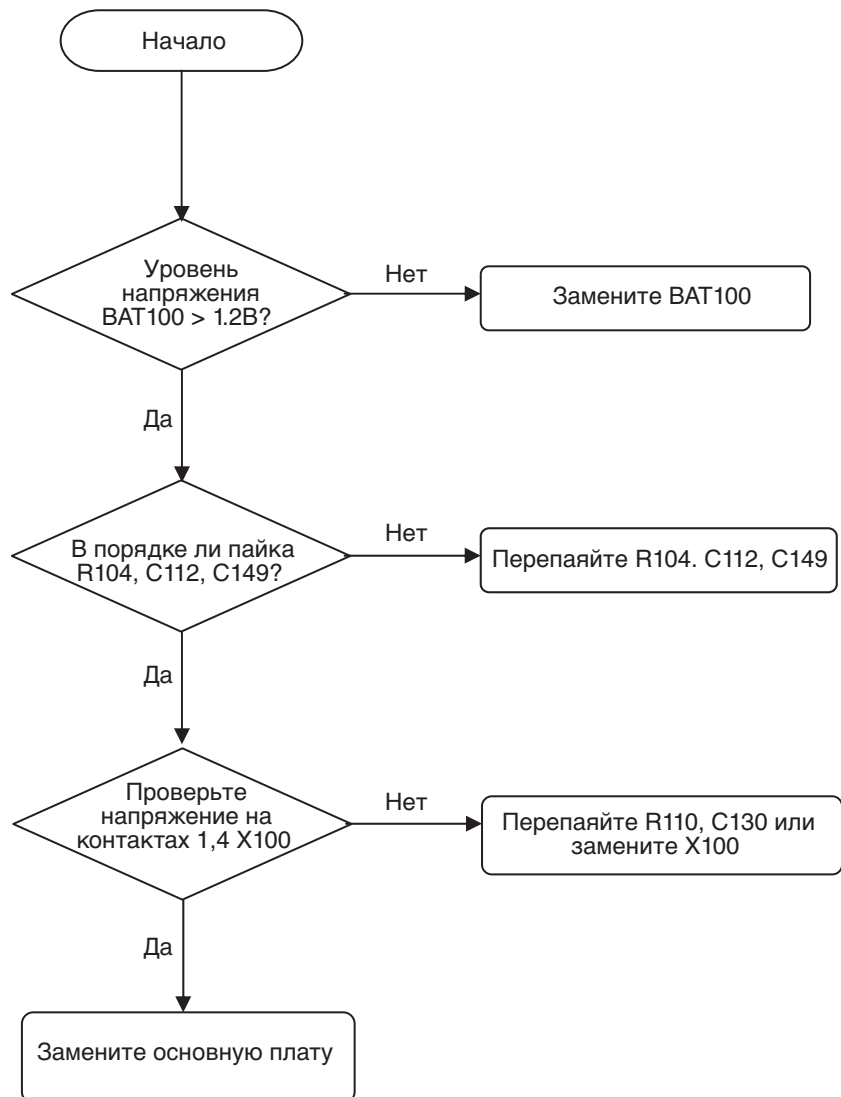 Начало
Уровень
напряжения
BAT100 > 1.2В?
Нет
Замените BAT100
Да
В порядке ли пайка
R104, C112, C149?
Нет
Перепаяйте R104. C112, C149
Да
Проверьте
напряжение на
контактах 1,4 X100
Нет
Перепаяйте R110, C130 или
замените X100
Да
Замените основную плату